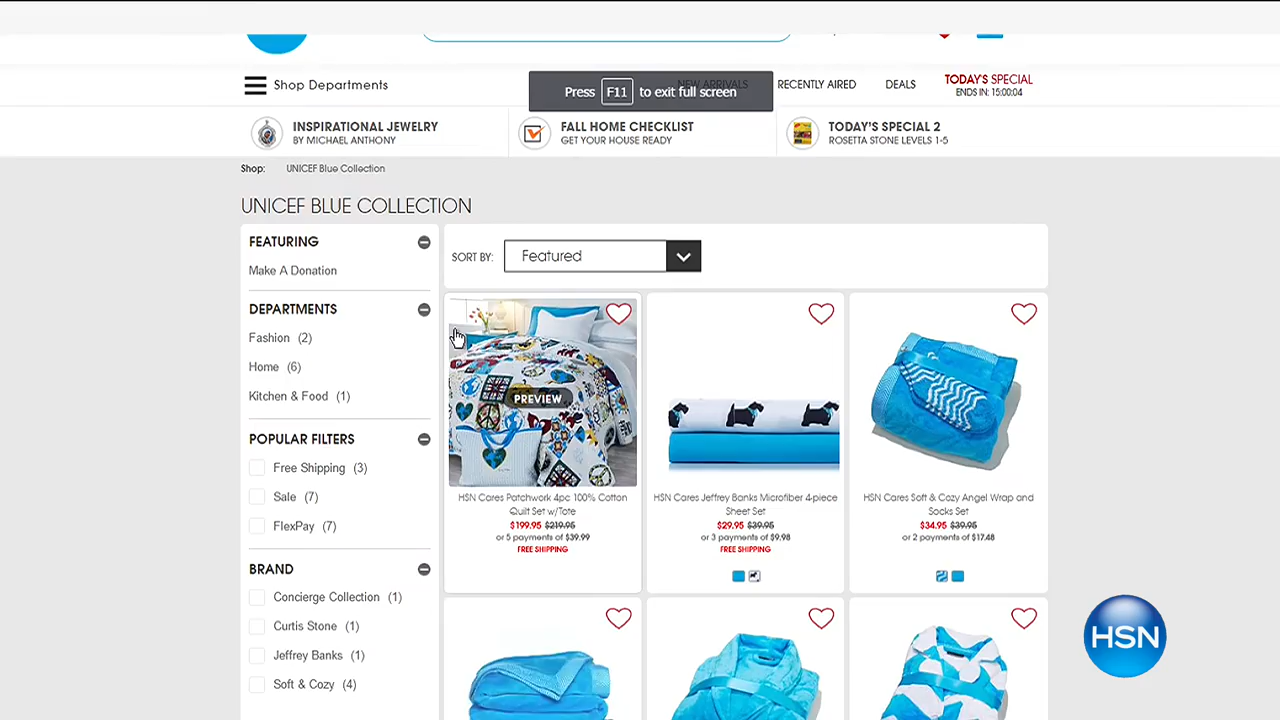 Shop Departments
NEW ARRIVALS
RECENTLY AIRED
DEALS
TODAY'S SPECIAL
ENDS IN: 15:00:04
Press F11 to exit full screen
INSPIRATIONAL JEWELRY
BY MICHAEL ANTHONY
FALL HOME CHECKLIST
GET YOUR HOUSE READY
TODAY'S SPECIAL 2
ROSETTA STONE LEVELS 1-5
Shop: UNICEF Blue Collection
UNICEF BLUE COLLECTION
FEATURING
Make A Donation
DEPARTMENTS
Fashion (2)
Home (6)
Kitchen & Food (1)
POPULAR FILTERS
Free Shipping (3)
Sale (7)
FlexPay (7)
BRAND
Concierge Collection (1)
Curtis Stone (1)
Jeffrey Banks (1)
Soft & Cozy (4)
SORT BY: Featured
PREVIEW
HSN Cares Patchwork 4pc 100% Cotton
Quilt Set w/Tote
$199.95 $219.95
or 5 payments of $39.99
FREE SHIPPING
HSN Cares Jeffrey Banks Microfiber 4-piece
Sheet Set
$29.95 $39.95
or 3 payments of $9.98
FREE SHIPPING
HSN Cares Soft & Cozy Angel Wrap and
Socks Set
$34.95 $39.95
or 2 payments of $17.48
HSN